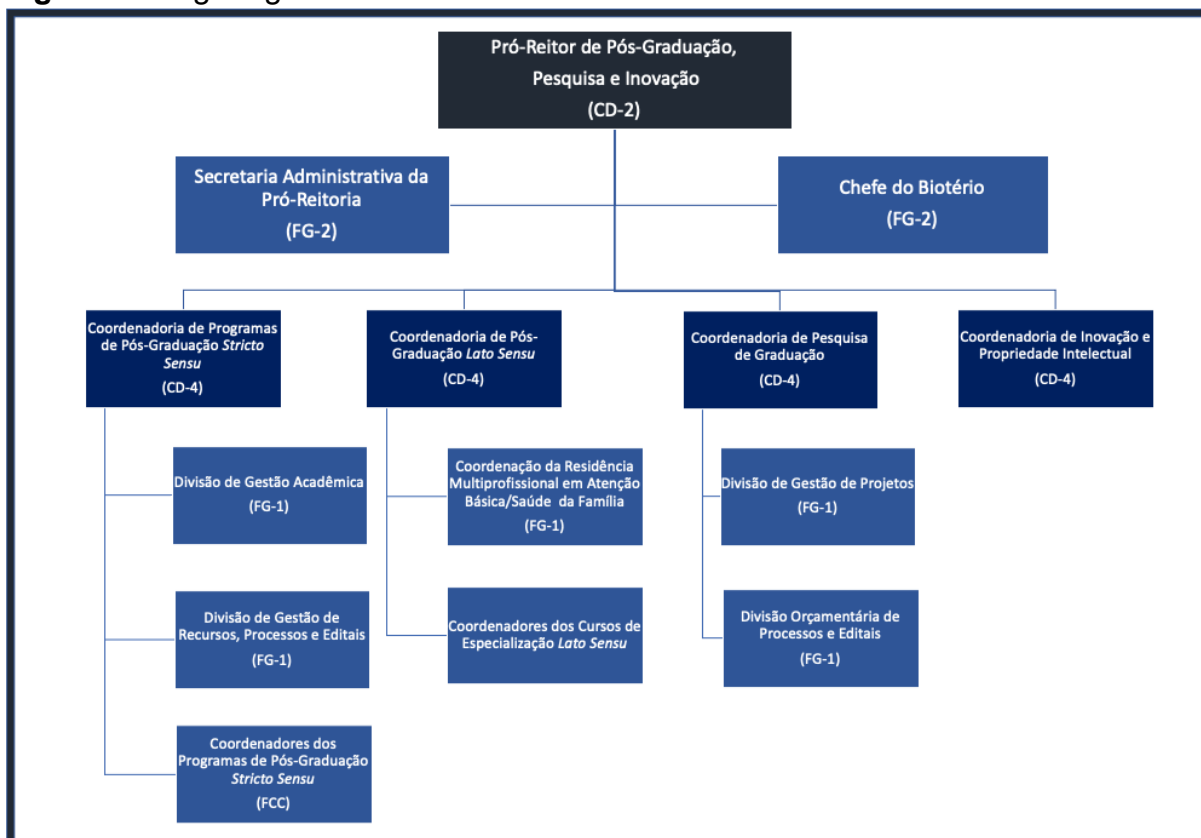 Pró-Reitor de Pós-Graduação,
Pesquisa e Inovação
(CD-2)
Secretaria Administrativa da
Pró-Reitoria
(FG-2)
Chefe do Biotério
(FG-2)
Coordenadoria de Programas
de Pós-Graduação Stricto
Sensu
(CD-4)
Coordenadoria de Pós-
Graduação Lato Sensu
(CD-4)
Coordenadoria de Pesquisa
de Graduação
(CD-4)
Coordenadoria de Inovação e
Propriedade Intelectual
(CD-4)
Divisão de Gestão Acadêmica
(FG-1)
Coordenação da Residência
Multiprofissional em Atenção
Básica/Saúde da Família
(FG-1)
Divisão de Gestão de Projetos
(FG-1)
Divisão de Gestão de
Recursos, Processos e Editais
(FG-1)
Coordenadores dos Cursos de
Especialização Lato Sensu
Divisão Orçamentária de
Processos e Editais
(FG-1)
Coordenadores dos
Programas de Pós-Graduação
Stricto Sensu
(FCC)